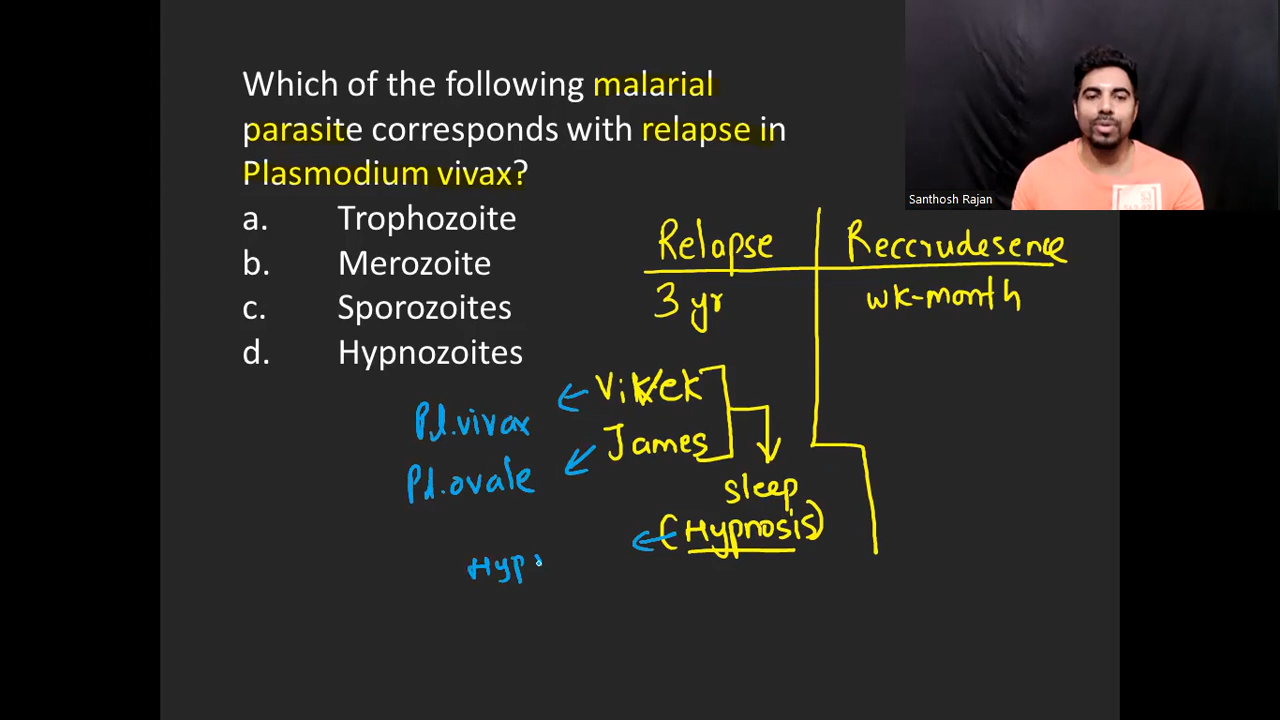 Which of the following malarial
parasite corresponds with relapse in
Plasmodium vivax?
a. Trophozoite
b. Merozoite
c. Sporozoites
d. Hypnozoites
Santhosh Rajan
Relapse
Reccrudesence
3 yr
wk-month
James
Pl.vivax
Pl.ovale
sleep
(Hypnosis)
Hyp